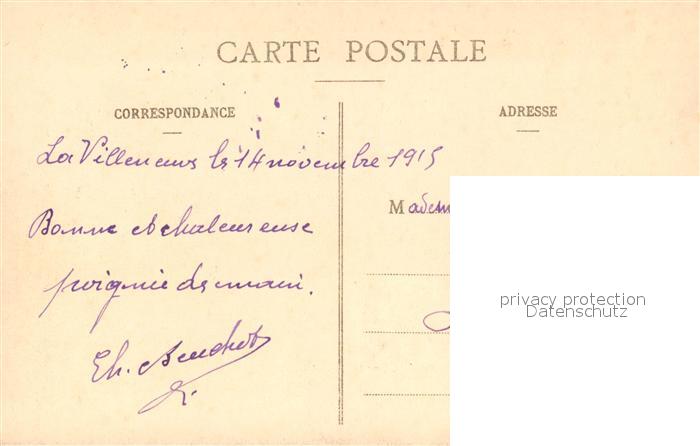 CARTE POSTALE
CORRESPONDANCE
ADRESSE
La Villeneuve le 14 novembre 1915
Madem
Bonne et chaleureuse
poignée de main.
privacy protection
Datenschutz
Th.